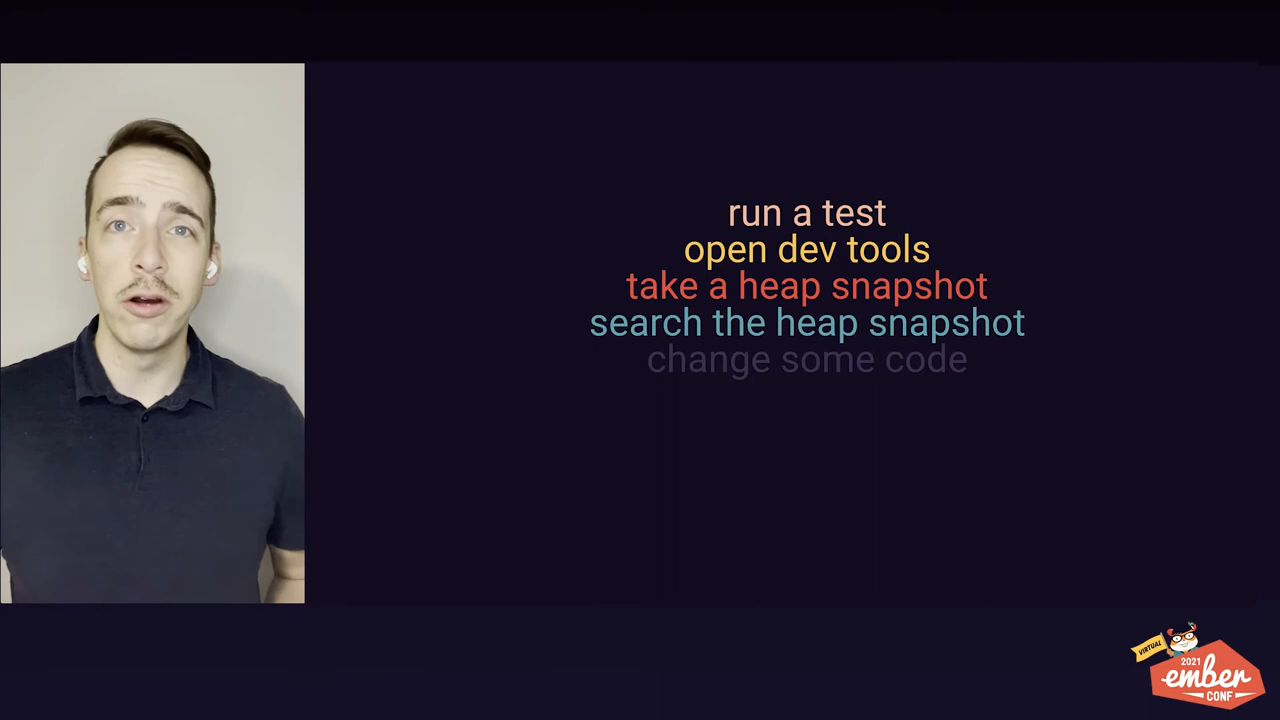 run a test
open dev tools
take a heap snapshot
search the heap snapshot
change some code
VIRTUAL
2021
ember
CONF